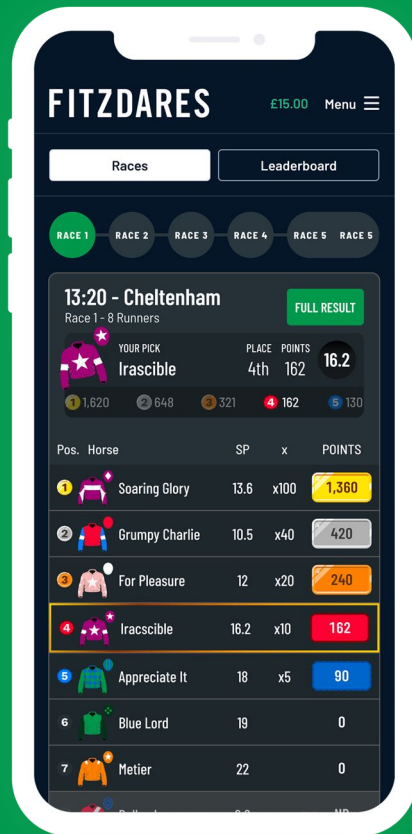 FITZDARES £15.00 Menu
Races Leaderboard
RACE 1 RACE 2 RACE 3 RACE 4 RACE 5 RACE 5
13:20 - Cheltenham
Race 1 - 8 Runners
FULL RESULT
YOUR PICK PLACE POINTS
Irascible 4th 162 16.2
1 1,620 2 648 3 321 4 162 5 130
Pos. Horse SP x POINTS
1 Soaring Glory 13.6 x100 1,360
2 Grumpy Charlie 10.5 x40 420
3 For Pleasure 12 x20 240
4 Iracscible 16.2 x10 162
5 Appreciate It 18 x5 90
6 Blue Lord 19 0
7 Metier 22 0